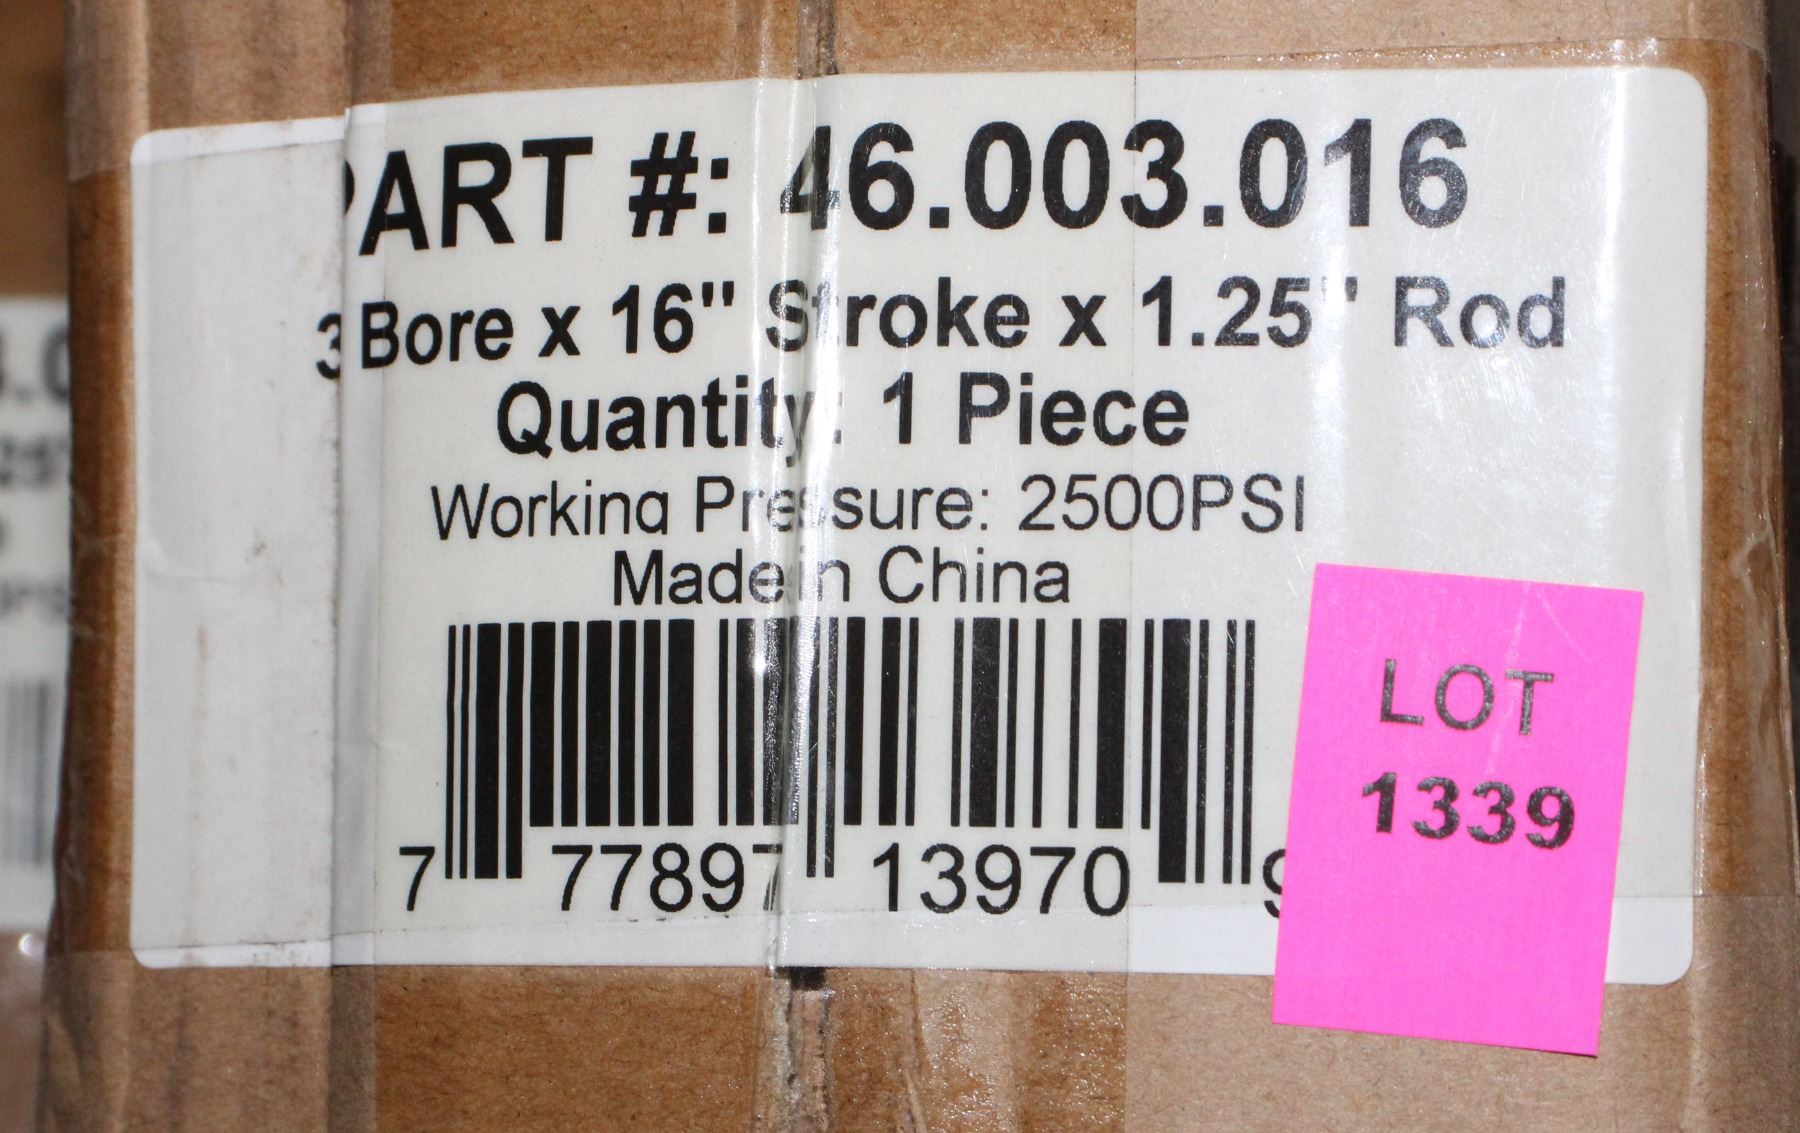 PART #: 46.003.016
3 Bore x 16" Stroke x 1.25" Rod
Quantity: 1 Piece
Working Pressure: 2500PSI
Made in China
7 77897 13970 9
LOT
1339